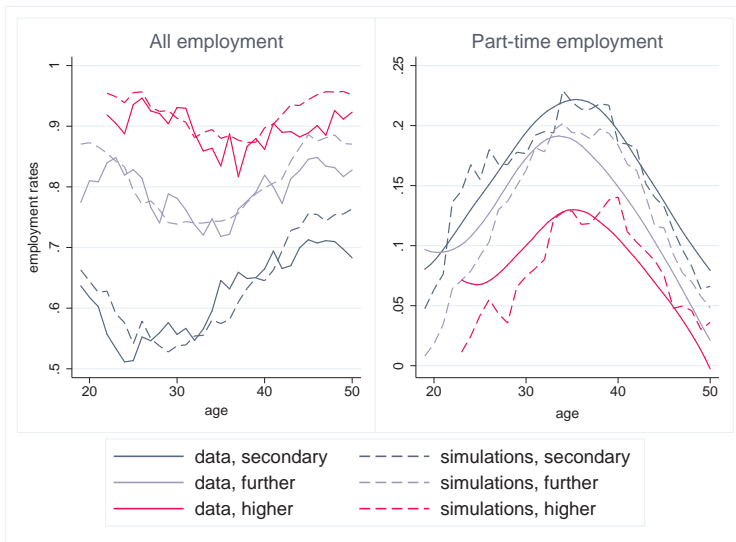 All employment
Part-time employment
employment rates
1
.9
.8
.7
.6
.5
20
30
40
50
age
.25
.2
.15
.1
.05
0
20
30
40
50
age
data, secondary
simulations, secondary
data, further
simulations, further
data, higher
simulations, higher